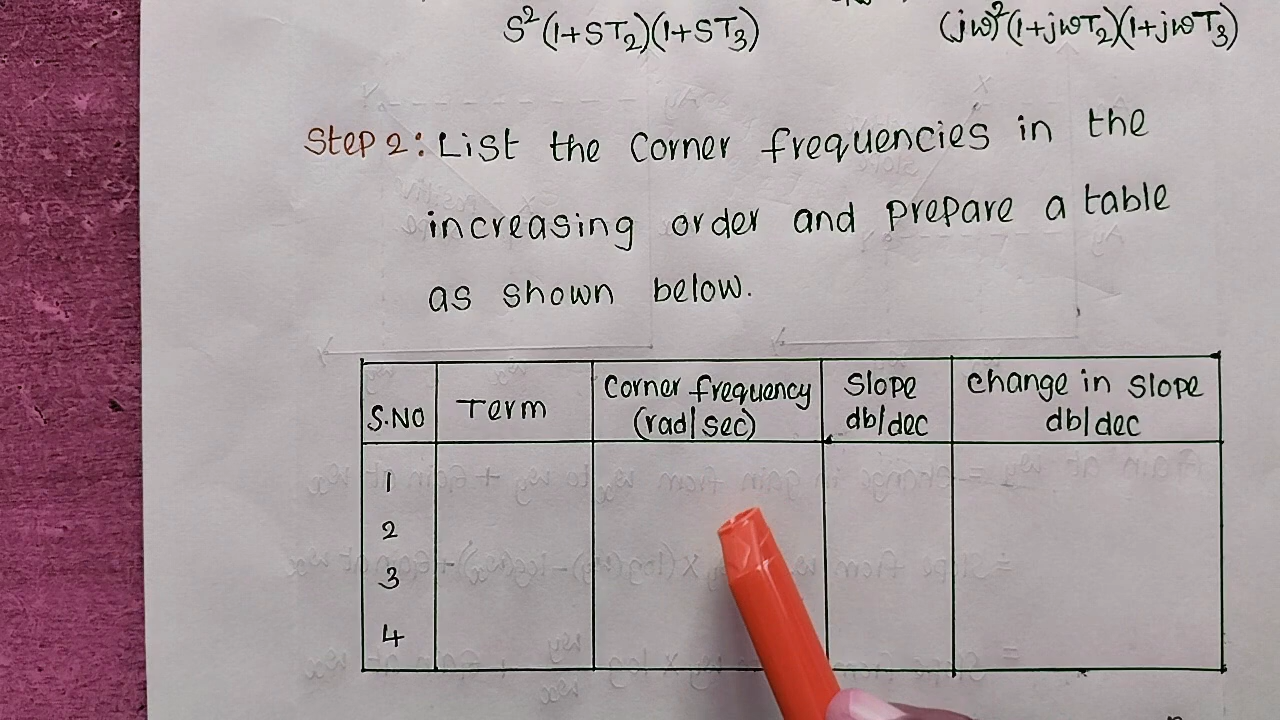 S²(1+ST₂)(1+ST₃)
(jω)²(1+jωT₂)(1+jωT₃)
Step 2: List the Corner frequencies in the
increasing order and prepare a table
as shown below.
S.NO
Term
Corner frequency
(rad/sec)
Slope
db/dec
change in slope
db/dec
1
2
3
4